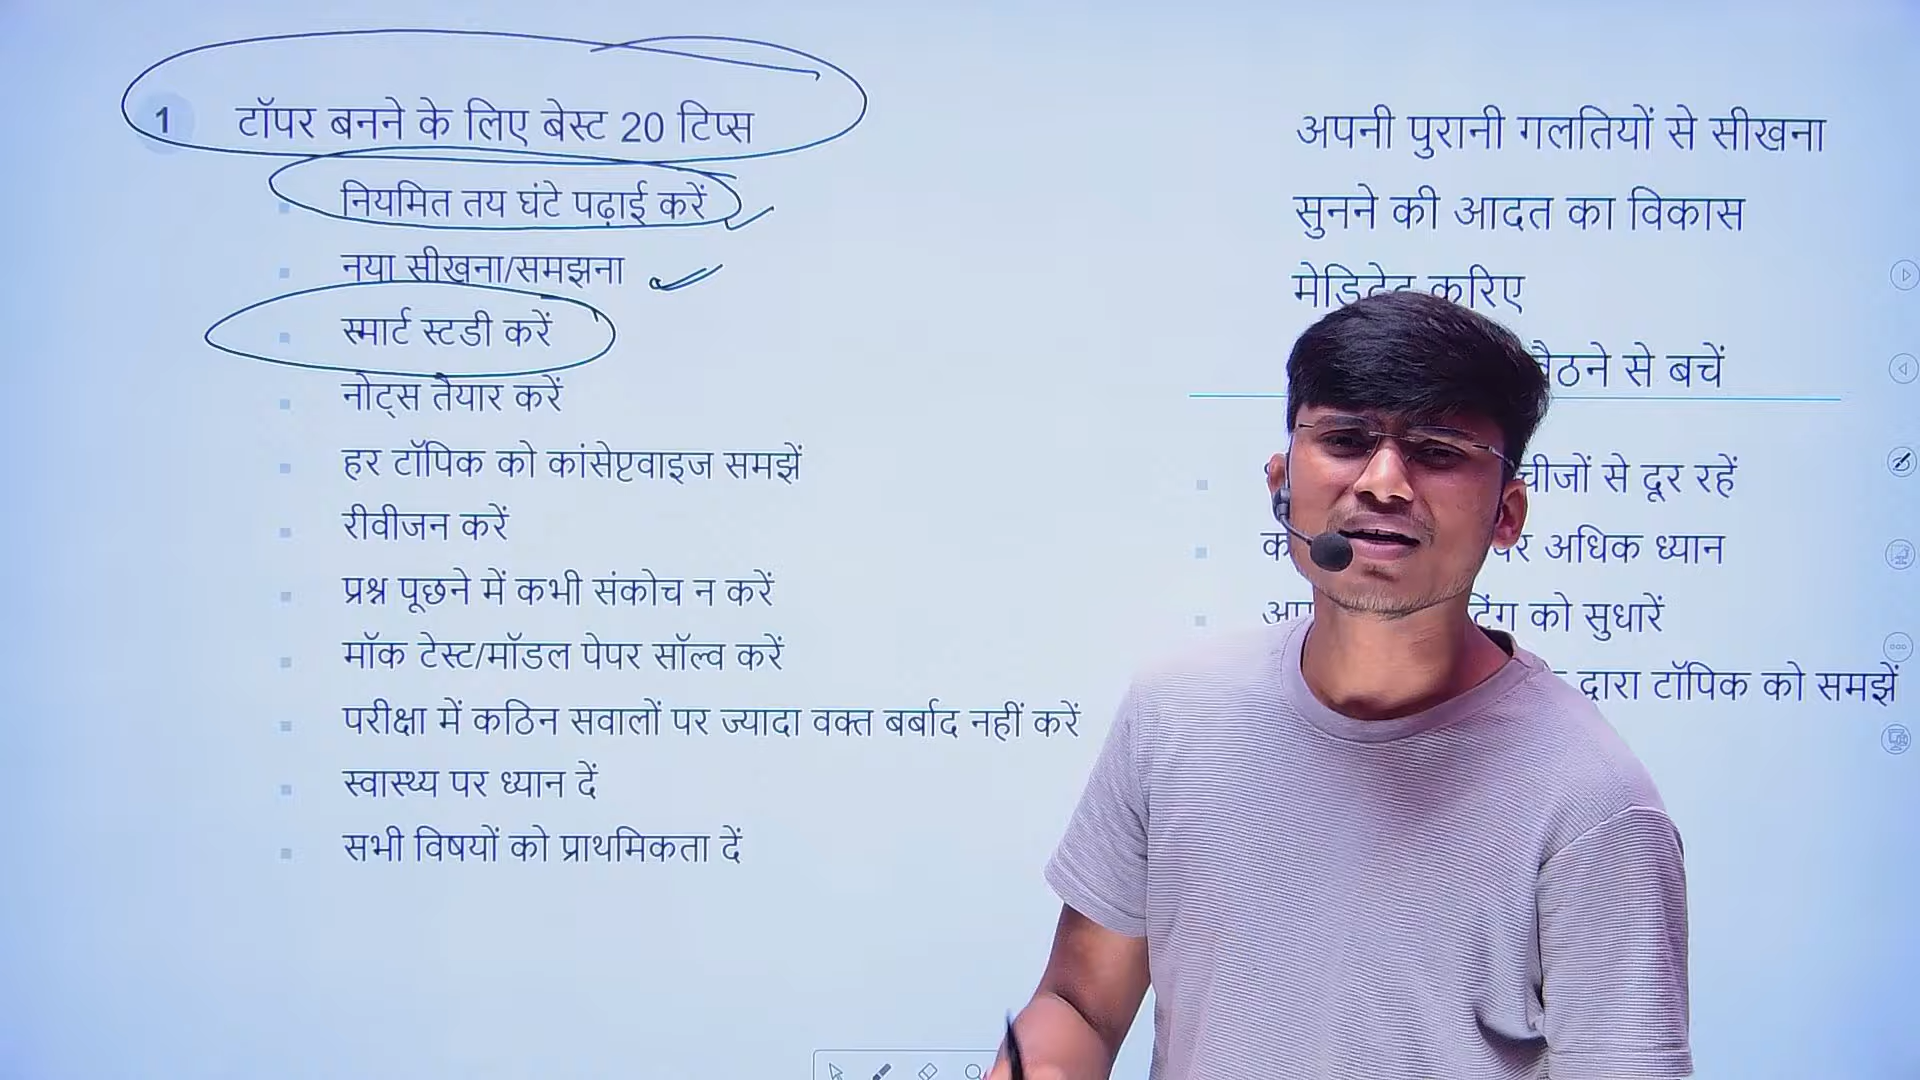 1 टॉपर बनने के लिए बेस्ट 20 टिप्स
नियमित तय घंटे पढ़ाई करें
नया सीखना/समझना
स्मार्ट स्टडी करें
नोट्स तैयार करें
हर टॉपिक को कांसेप्टवाइज समझें
रीवीजन करें
प्रश्न पूछने में कभी संकोच न करें
मॉक टेस्ट/मॉडल पेपर सॉल्व करें
परीक्षा में कठिन सवालों पर ज्यादा वक्त बर्बाद नहीं करें
स्वास्थ्य पर ध्यान दें
सभी विषयों को प्राथमिकता दें
अपनी पुरानी गलतियों से सीखना
सुनने की आदत का विकास
मेडिटेट करिए
बैठने से बचें
चीजों से दूर रहें
पर अधिक ध्यान
को सुधारें
द्वारा टॉपिक को समझें